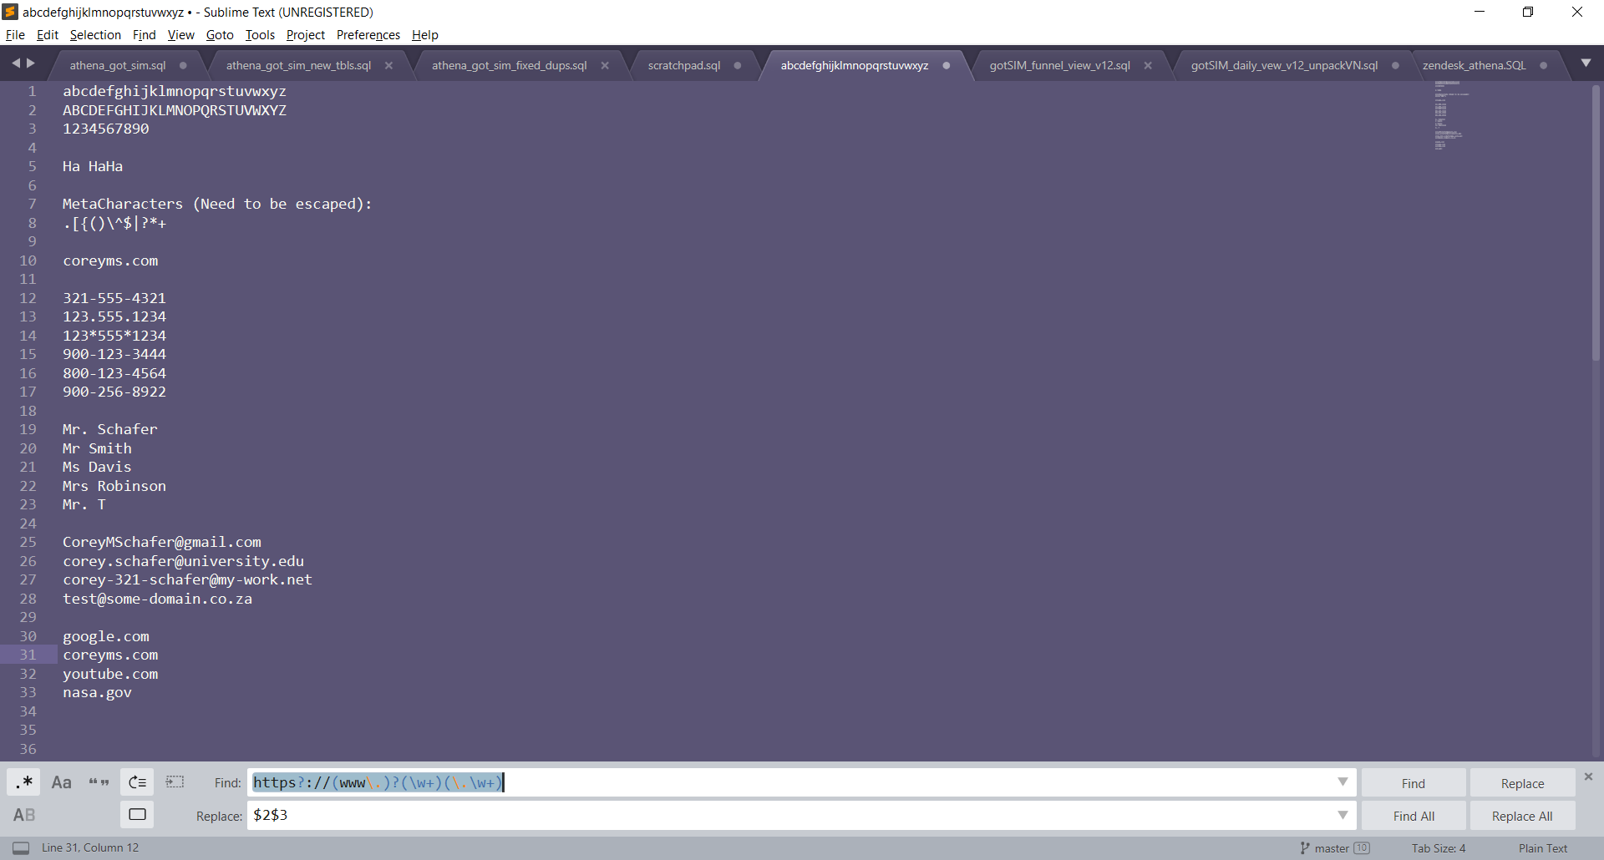 abcdefghijklmnopqrstuvwxyz • - Sublime Text (UNREGISTERED)
File Edit Selection Find View Goto Tools Project Preferences Help
athena_got_sim.sql athena_got_sim_new_tbls.sql athena_got_sim_fixed_dups.sql scratchpad.sql abcdefghijklmnopqrstuvwxyz gotSIM_funnel_view_v12.sql gotSIM_daily_vew_v12_unpackVN.sql zendesk_athena.SQL
1 abcdefghijklmnopqrstuvwxyz
2 ABCDEFGHIJKLMNOPQRSTUVWXYZ
3 1234567890
4
5 Ha HaHa
6
7 MetaCharacters (Need to be escaped):
8 .[{()\^$|?*+
9
10 coreyms.com
11
12 321-555-4321
13 123.555.1234
14 123*555*1234
15 900-123-3444
16 800-123-4564
17 900-256-8922
18
19 Mr. Schafer
20 Mr Smith
21 Ms Davis
22 Mrs Robinson
23 Mr. T
24
25 CoreyMSchafer@gmail.com
26 corey.schafer@university.edu
27 corey-321-schafer@my-work.net
28 test@some-domain.co.za
29
30 google.com
31 coreyms.com
32 youtube.com
33 nasa.gov
34
35
36
.* Aa “” Find: https?://(www\.)?(\w+)(\.\w+) Find Replace
AB Replace: $2$3 Find All Replace All
Line 31, Column 12 master 10 Tab Size: 4 Plain Text